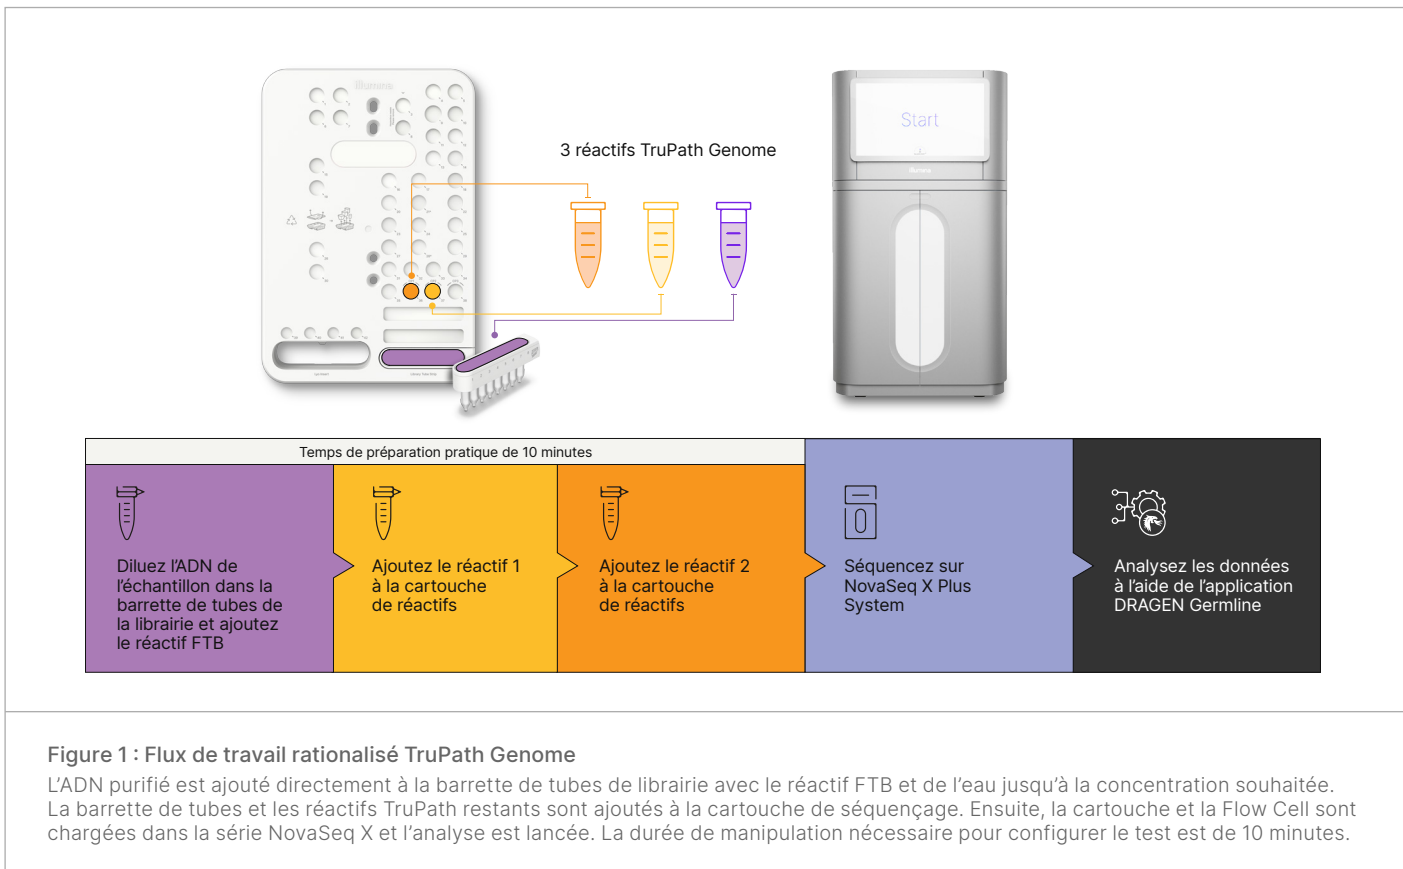 illumina
3 réactifs TruPath Genome
Start
illumina
Temps de préparation pratique de 10 minutes
Diluez l’ADN de
l’échantillon dans la
barrette de tubes de
la librairie et ajoutez
le réactif FTB
Ajoutez le réactif 1
à la cartouche
de réactifs
Ajoutez le réactif 2
à la cartouche
de réactifs
Séquencez sur
NovaSeq X Plus
System
Analysez les données
à l’aide de l’application
DRAGEN Germline
Figure 1 : Flux de travail rationalisé TruPath Genome
L’ADN purifié est ajouté directement à la barrette de tubes de librairie avec le réactif FTB et de l’eau jusqu’à la concentration souhaitée.
La barrette de tubes et les réactifs TruPath restants sont ajoutés à la cartouche de séquençage. Ensuite, la cartouche et la Flow Cell sont
chargées dans la série NovaSeq X et l’analyse est lancée. La durée de manipulation nécessaire pour configurer le test est de 10 minutes.